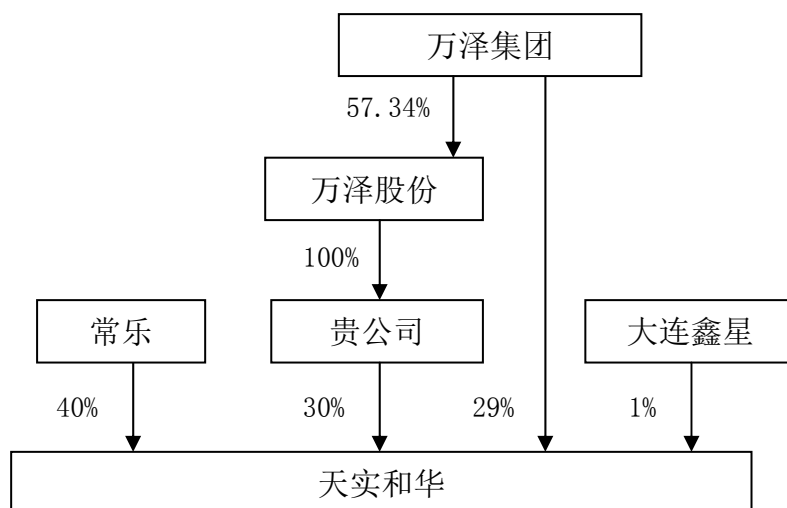 万泽集团
57.34%
万泽股份
100%
常乐
贵公司
大连鑫星
40%
30%
29%
1%
天实和华